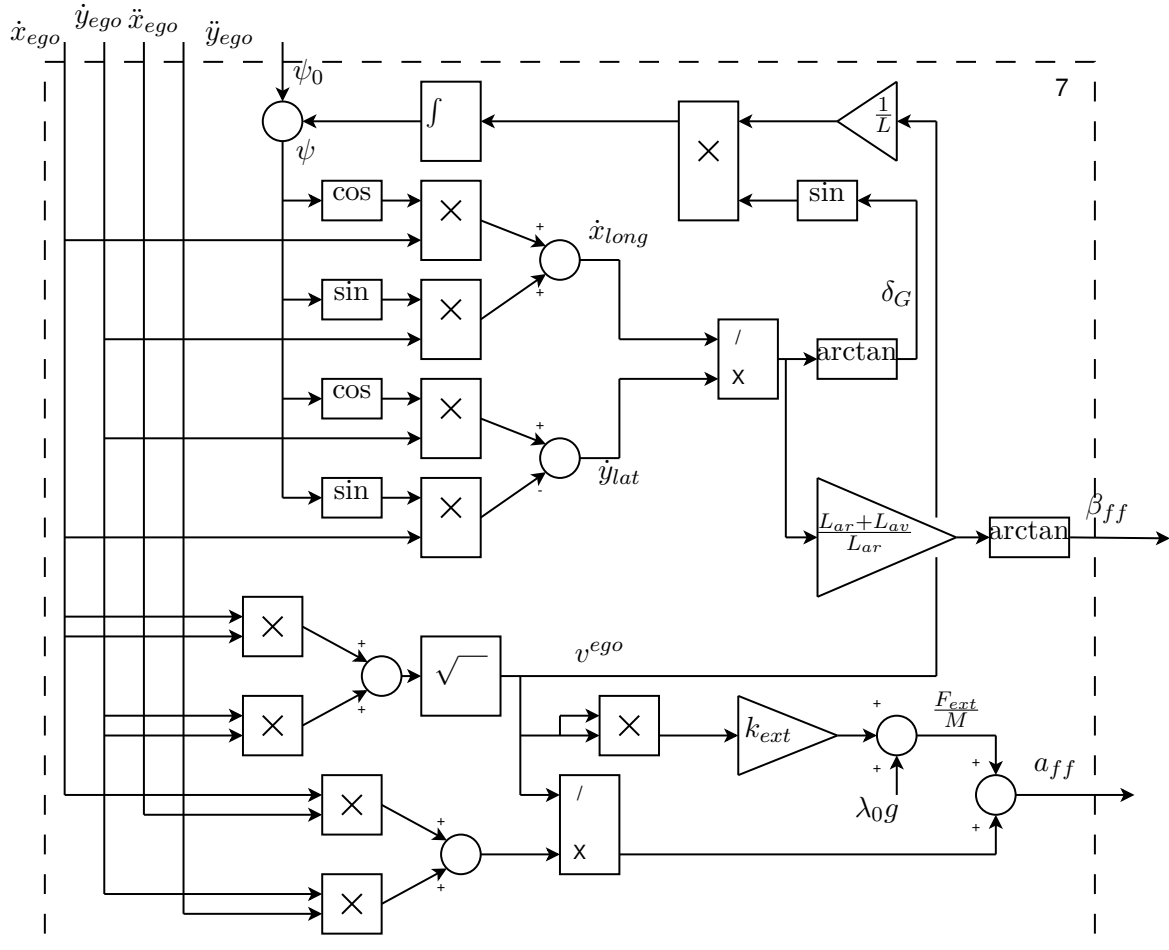 ẋ_ego ẏ_ego ẍ_ego ÿ_ego
ψ_0
7
∫
× 
1/L
ψ
cos
×
sin
+
ẋ_long
sin
×
+
δ_G
/
x
arctan
cos
×
+
ẏ_lat
sin
×
-
(L_ar+L_av)/L_ar
arctan
β_ff
×
+
√
v^ego
×
+
×
k_ext
+
F_ext/M
+
λ_0 g
+
a_ff
+
×
+
/
x
×
+